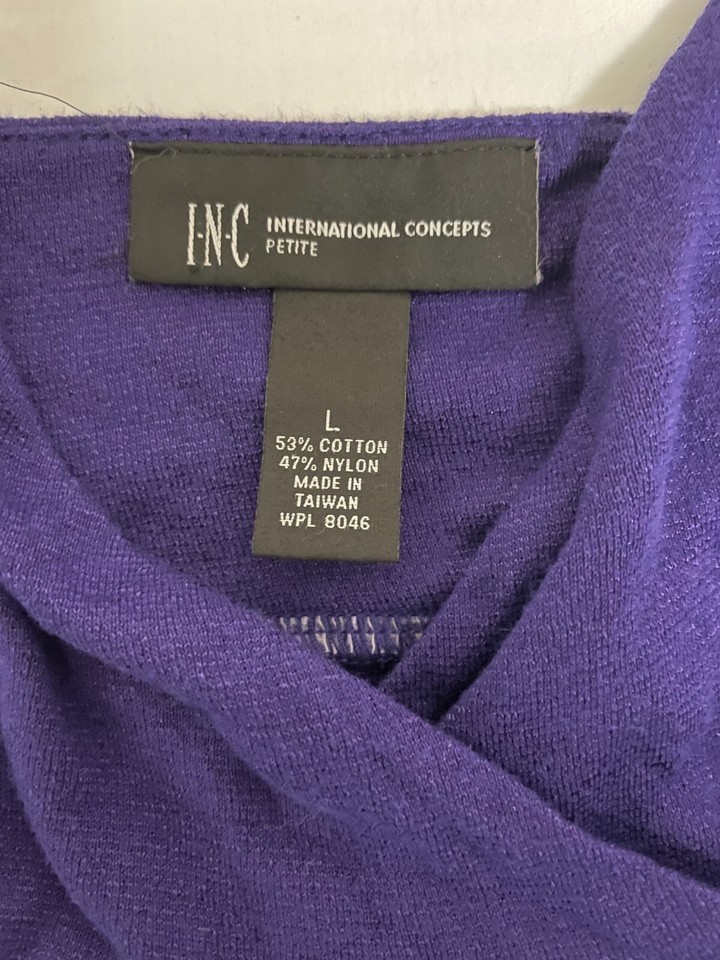 I·N·C INTERNATIONAL CONCEPTS
PETITE
L
53% COTTON
47% NYLON
MADE IN
TAIWAN
WPL 8046